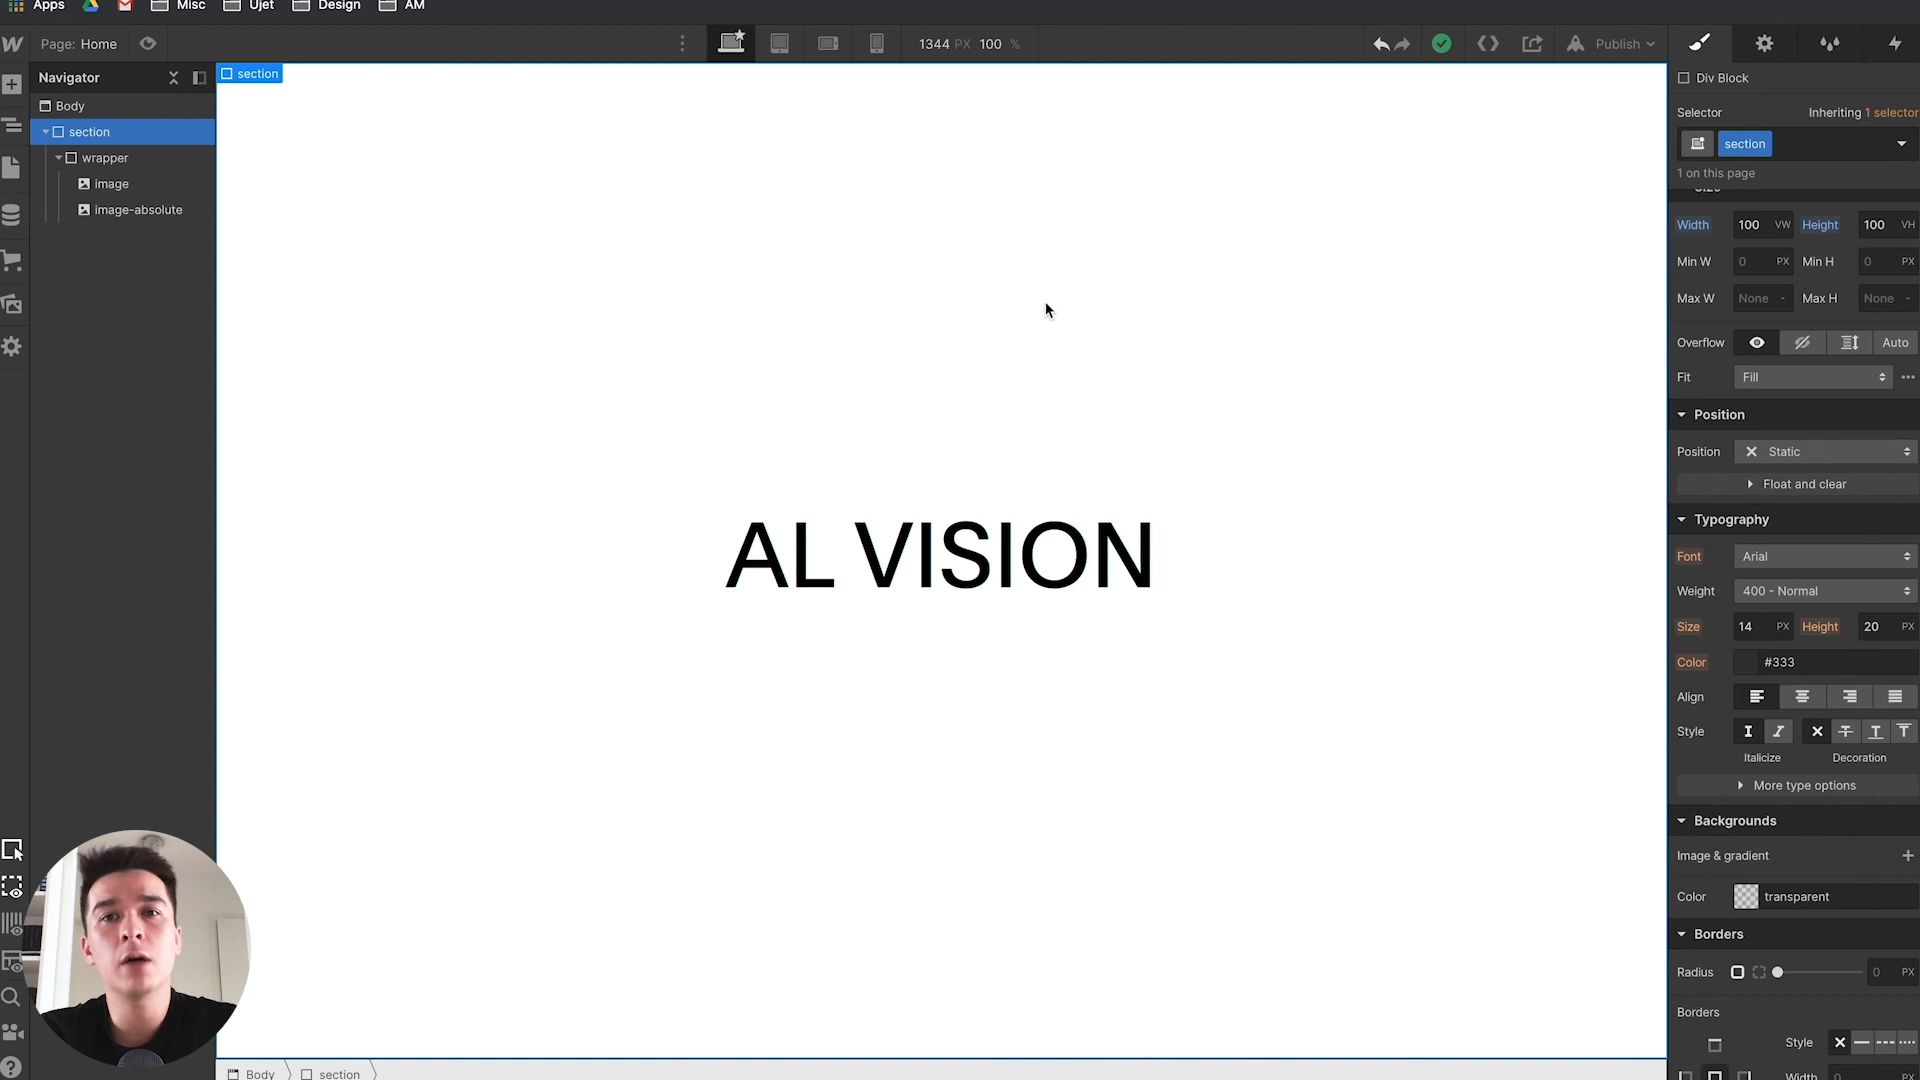 Apps Misc Ujet Design AM
Page: Home 1344 PX 100 % Publish
Navigator
section
Body
section
wrapper
image
image-absolute
AL VISION
Body section
Div Block
Selector Inheriting 1 selector
section
1 on this page
Size
Width 100 VW Height 100 VH
Min W 0 PX Min H 0 PX
Max W None - Max H None -
Overflow Auto
Fit Fill
Position
Position Static
Float and clear
Typography
Font Arial
Weight 400 - Normal
Size 14 PX Height 20 PX
Color #333
Align
Style
Italicize Decoration
More type options
Backgrounds
Image & gradient
Color transparent
Borders
Radius 0 PX
Borders
Style
Width 0 PX